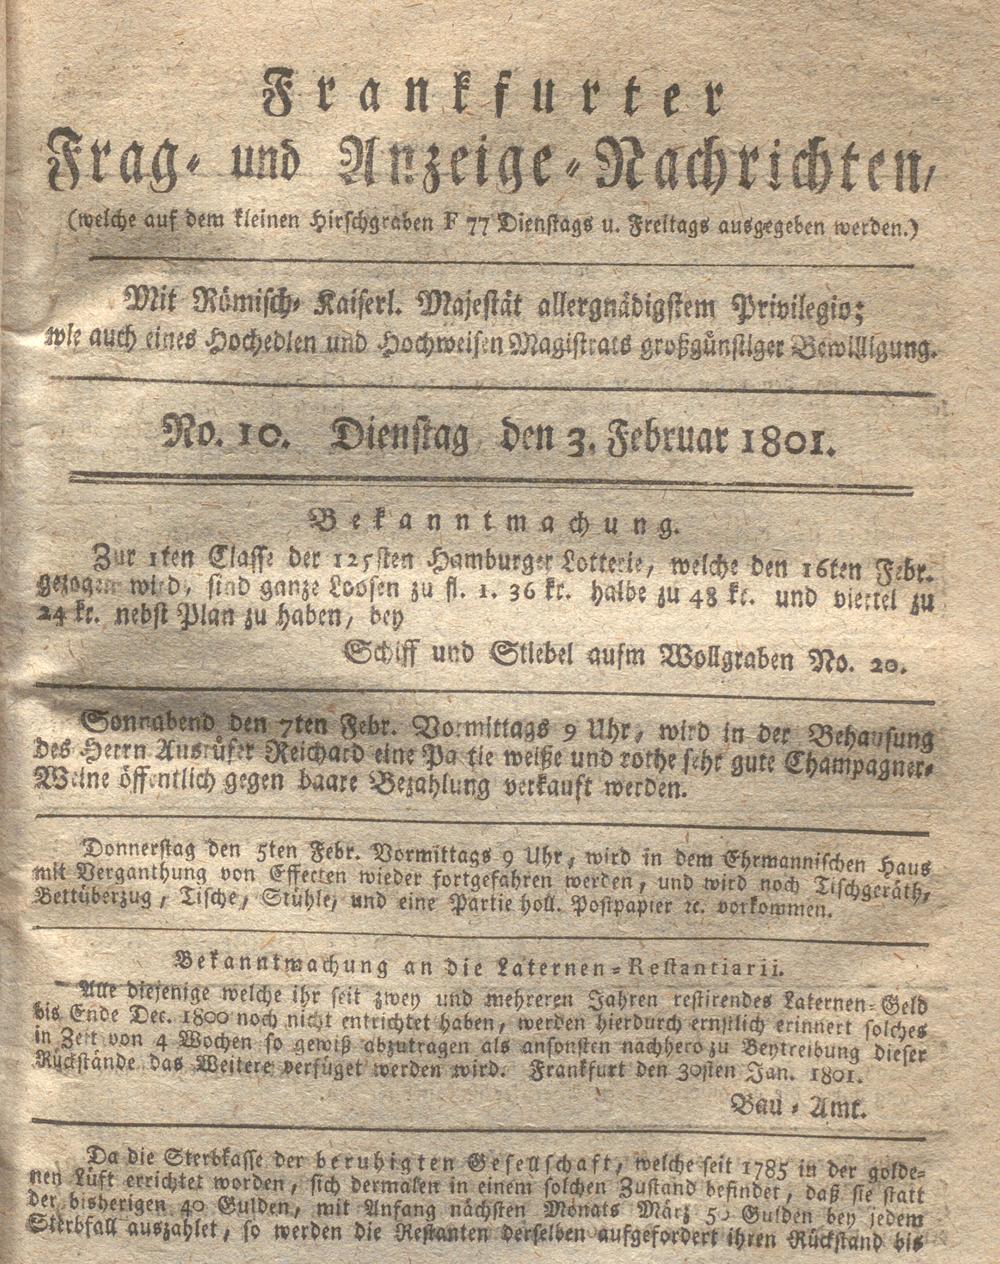 Frankfurter
Frag- und Anzeige-Nachrichten,
(welche auf dem kleinen Hirschgraben F 77 Dienstags u. Freitags ausgegeben werden.)
Mit Römisch- Kaiserl. Majestät allergnädigstem Privilegio;
wie auch eines Hochedlen und Hochweisen Magistrats großgünstiger Bewilligung.
No. 10. Dienstag den 3. Februar 1801.
Bekanntmachung.
Zur 1ten Classe der 125sten Hamburger Lotterie, welche den 16ten Febr.
gezogen wird, sind ganze Loosen zu fl. 1. 36 kr. halbe zu 48 kr. und viertel zu
24 kr. nebst Plan zu haben, bey
Schiff und Stiebel aufm Wollgraben No. 20.
Sonnabend den 7ten Febr. Vormittags 9 Uhr, wird in der Behausung
des Herrn Ausrüfer Reichard eine Partie weiße und rothe sehr gute Champagner-
Weine öffentlich gegen baare Bezahlung verkauft werden.
Donnerstag den 5ten Febr. Vormittags 9 Uhr, wird in dem Ehrmannischen Haus
mit Verganthung von Effecten wieder fortgefahren werden, und wird noch Tischgeräth,
Bettüberzug, Tische, Stühle, und eine Partie holl. Postpapier ꝛc. vorkommen.
Bekanntmachung an die Laternen-Restantiarii.
Alle diejenige welche ihr seit zwey und mehreren Jahren restirendes Laternen-Geld
bis Ende Dec. 1800 noch nicht entrichtet haben, werden hierdurch ernstlich erinnert solches
in Zeit von 4 Wochen so gewiß abzutragen als ansonsten nachhero zu Beytreibung dieser
Rückstände das Weitere verfüget werden wird. Frankfurt den 30sten Jan. 1801.
Bau-Amt.
Da die Sterbkasse der beruhigten Gesellschaft, welche seit 1785 in der golde-
nen Lüft errichtet worden, sich dermalen in einem solchen Zustand befindet, daß sie statt
der bisherigen 40 Gulden, mit Anfang nächsten Monats März 50 Gulden bey jedem
Sterbfall auszahlet, so werden die Restanten derselben aufgefordert ihren Rückstand bis